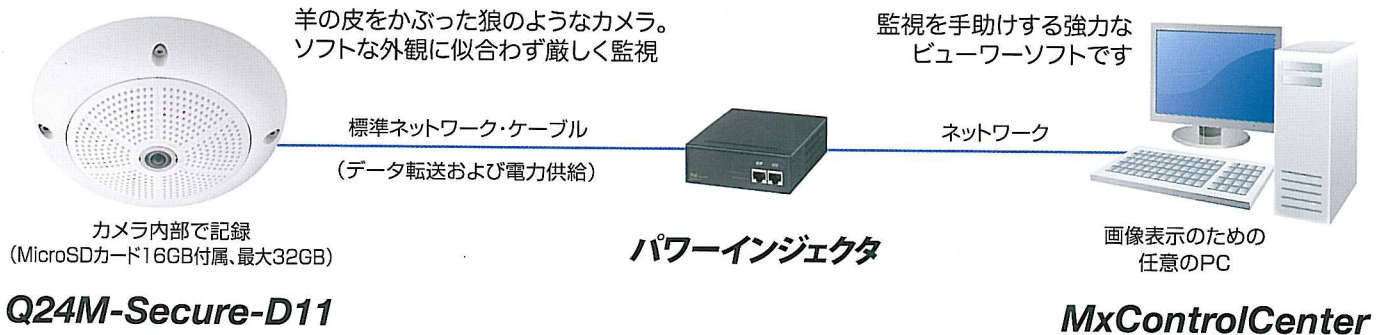 羊の皮をかぶった狼のようなカメラ。
ソフトな外観に似合わず厳しく監視
監視を手助けする強力な
ビューワーソフトです
標準ネットワーク・ケーブル
(データ転送および電力供給)
ネットワーク
カメラ内部で記録
(MicroSDカード16GB付属、最大32GB)
パワーインジェクタ
画像表示のための
任意のPC
Q24M-Secure-D11
MxControlCenter